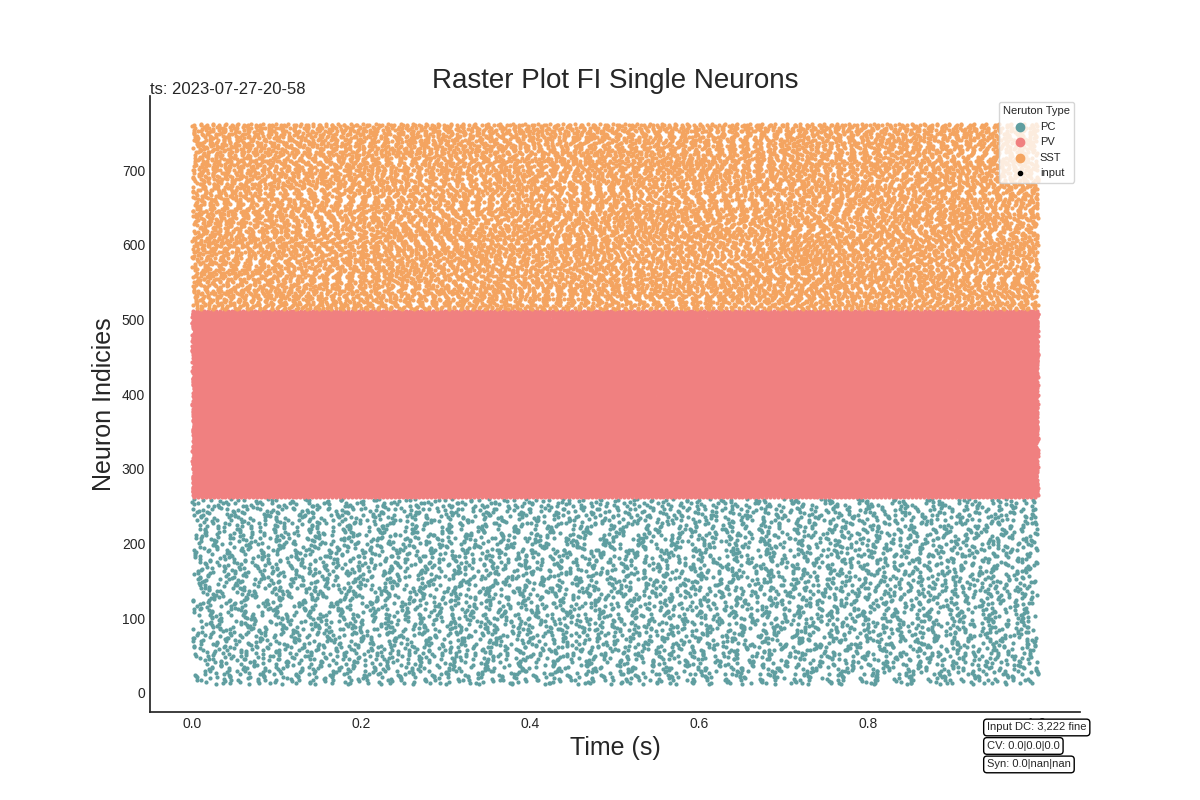 Raster Plot FI Single Neurons
ts: 2023-07-27-20-58
Neruton Type
PC
PV
SST
input
Neuron Indicies
700
600
500
400
300
200
100
0
0.0 0.2 0.4 0.6 0.8
Time (s)
Input DC: 3,222 fine
CV: 0.0|0.0|0.0
Syn: 0.0|nan|nan